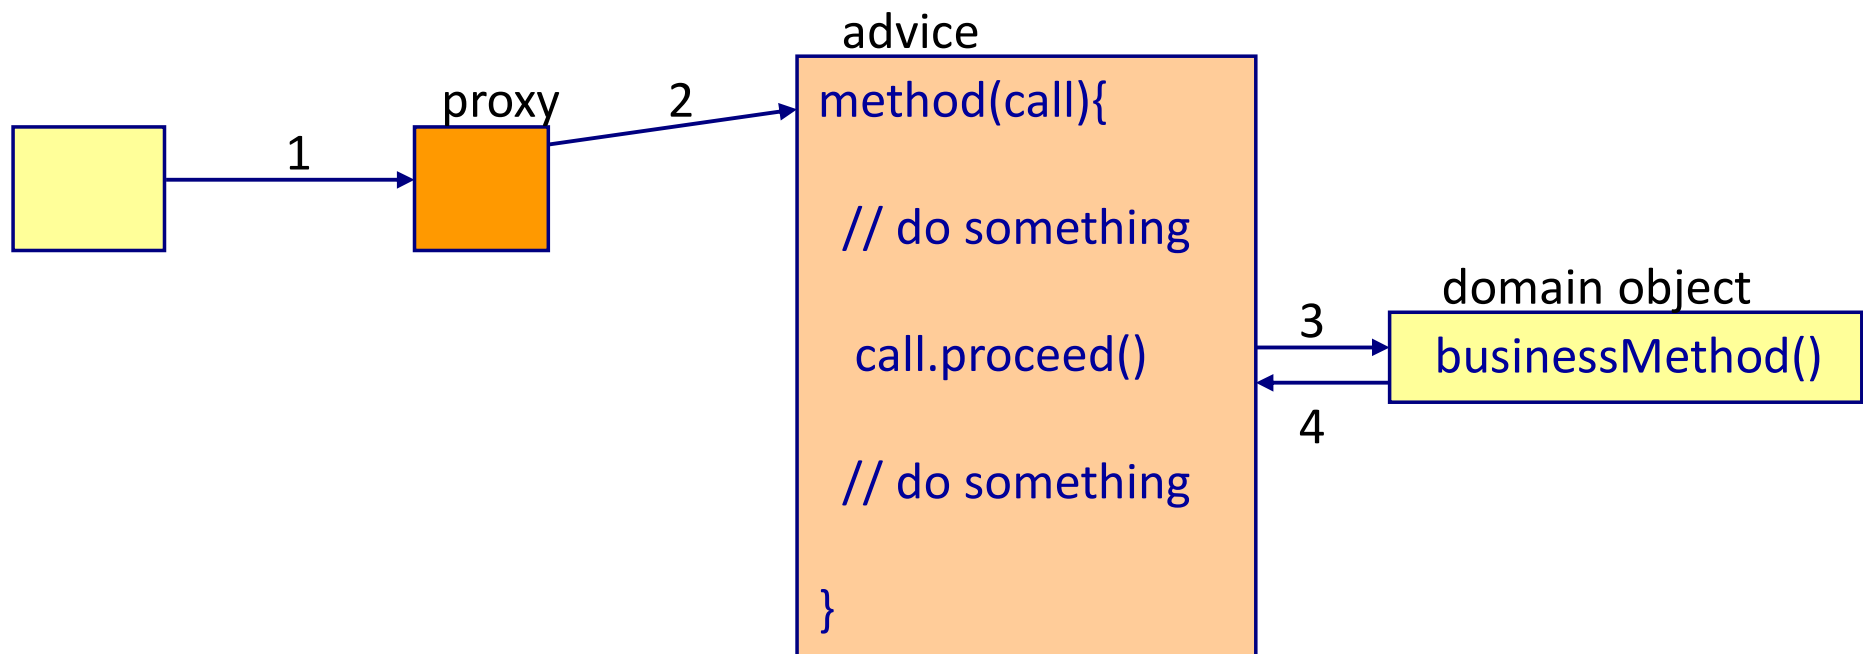 advice
proxy
2
method(call){
1
// do something
domain object
3
call.proceed()
businessMethod()
4
// do something
}